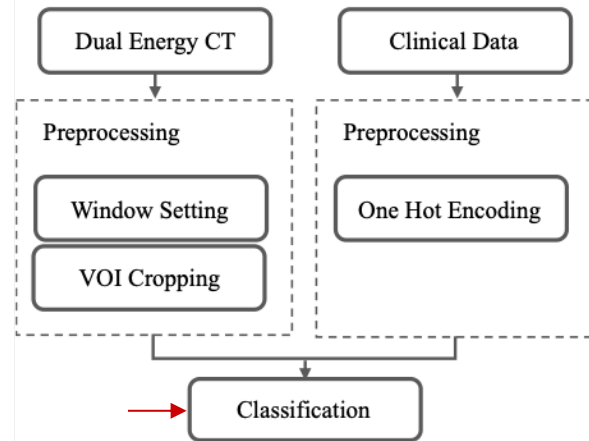 Dual Energy CT
Clinical Data
Preprocessing
Window Setting
VOI Cropping
Preprocessing
One Hot Encoding
Classification